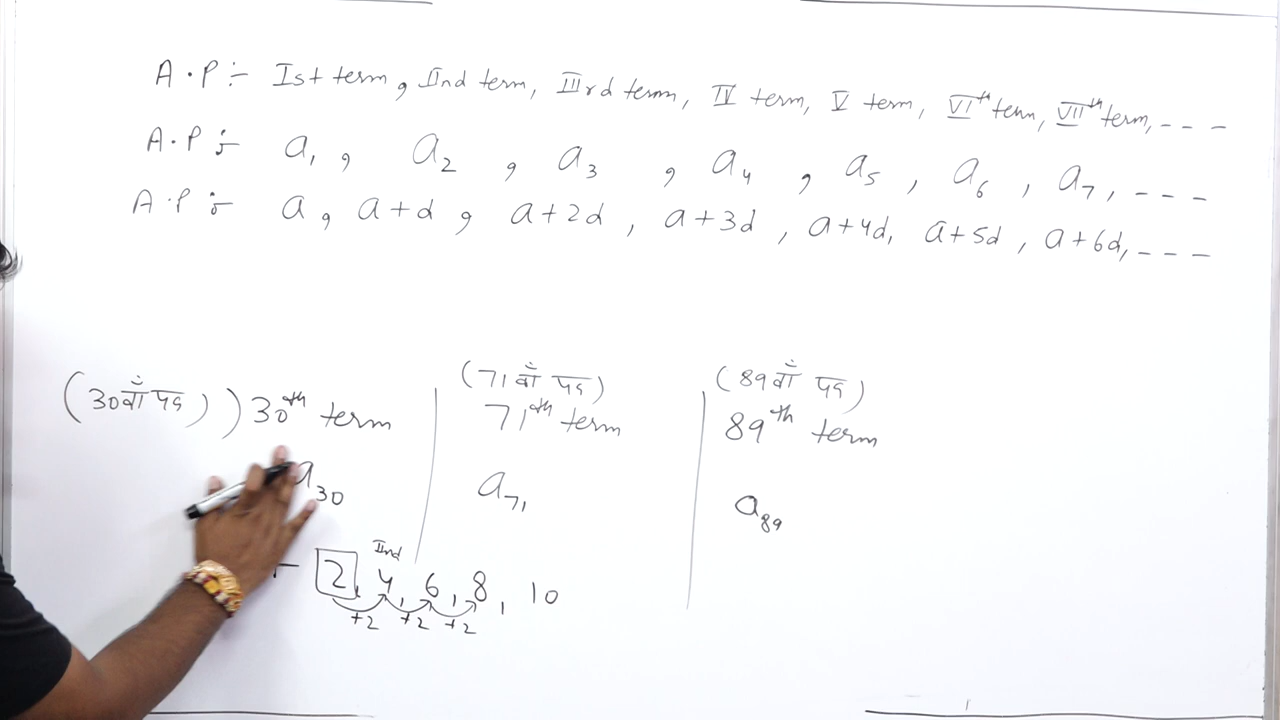 A.P:- Ist term, IInd term, IIIrd term, IV term, V term, VIth term, VIIth term, - - -
A.P:- a₁, a₂, a₃, a₄, a₅, a₆, a₇, - - -
A.P:- a, a+d, a+2d, a+3d, a+4d, a+5d, a+6d, - - -
(30वाँ पद) ) 30th term
a₃₀
(71वाँ पद)
71th term
a₇₁
(89वाँ पद)
89th term
a₈₉
IInd
2, 4, 6, 8, 10
+2 +2 +2